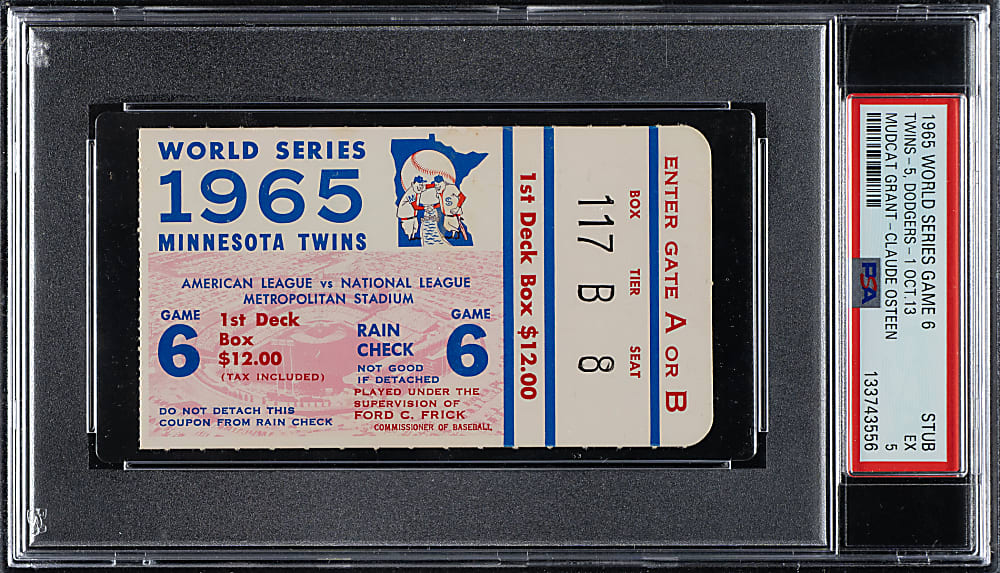 WORLD SERIES
1965
MINNESOTA TWINS
AMERICAN LEAGUE vs NATIONAL LEAGUE
METROPOLITAN STADIUM
GAME
6
1st Deck
Box
$12.00
(TAX INCLUDED)
RAIN
CHECK
GAME
6
NOT GOOD
IF DETACHED
PLAYED UNDER THE
SUPERVISION OF
FORD C. FRICK
COMMISSIONER OF BASEBALL
DO NOT DETACH THIS
COUPON FROM RAIN CHECK
1st Deck Box $12.00
BOX TIER SEAT
117 B 8
ENTER GATE A OR B
1965 WORLD SERIES GAME 6 STUB
TWINS-5, DODGERS-1 OCT.13 EX
MUDCAT GRANT-CLAUDE OSTEEN 5
PSA
133743556